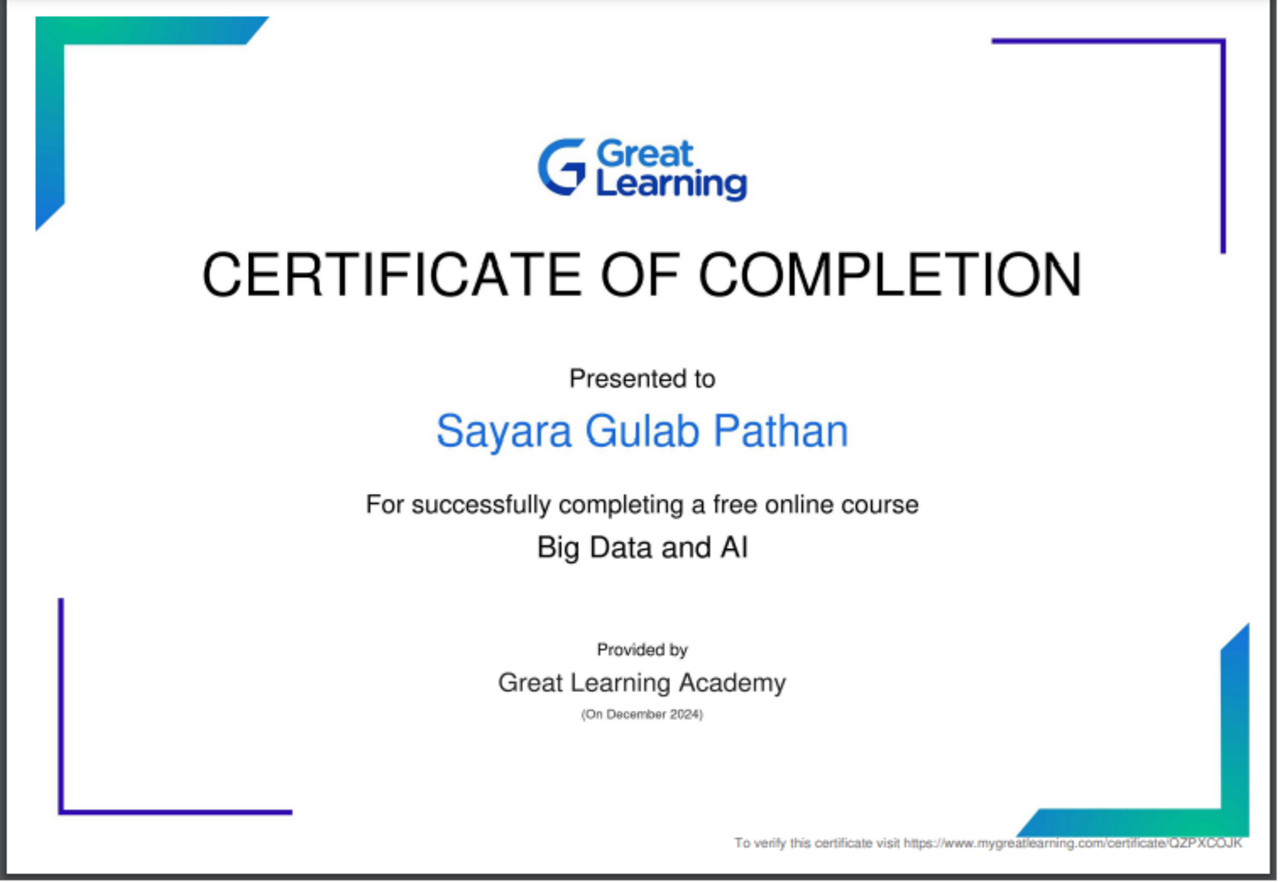 Great
Learning
CERTIFICATE OF COMPLETION
Presented to
Sayara Gulab Pathan
For successfully completing a free online course
Big Data and AI
Provided by
Great Learning Academy
(On December 2024)
To verify this certificate visit https://www.mygreatlearning.com/certificate/QZPXCOJK